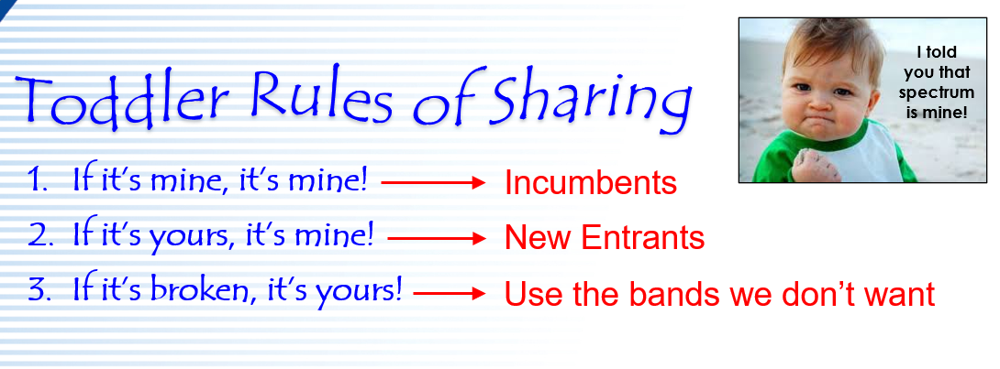 Toddler Rules of Sharing
I told
you that
spectrum
is mine!
1. If it's mine, it's mine! Incumbents
2. If it's yours, it's mine! New Entrants
3. If it's broken, it's yours! Use the bands we don't want